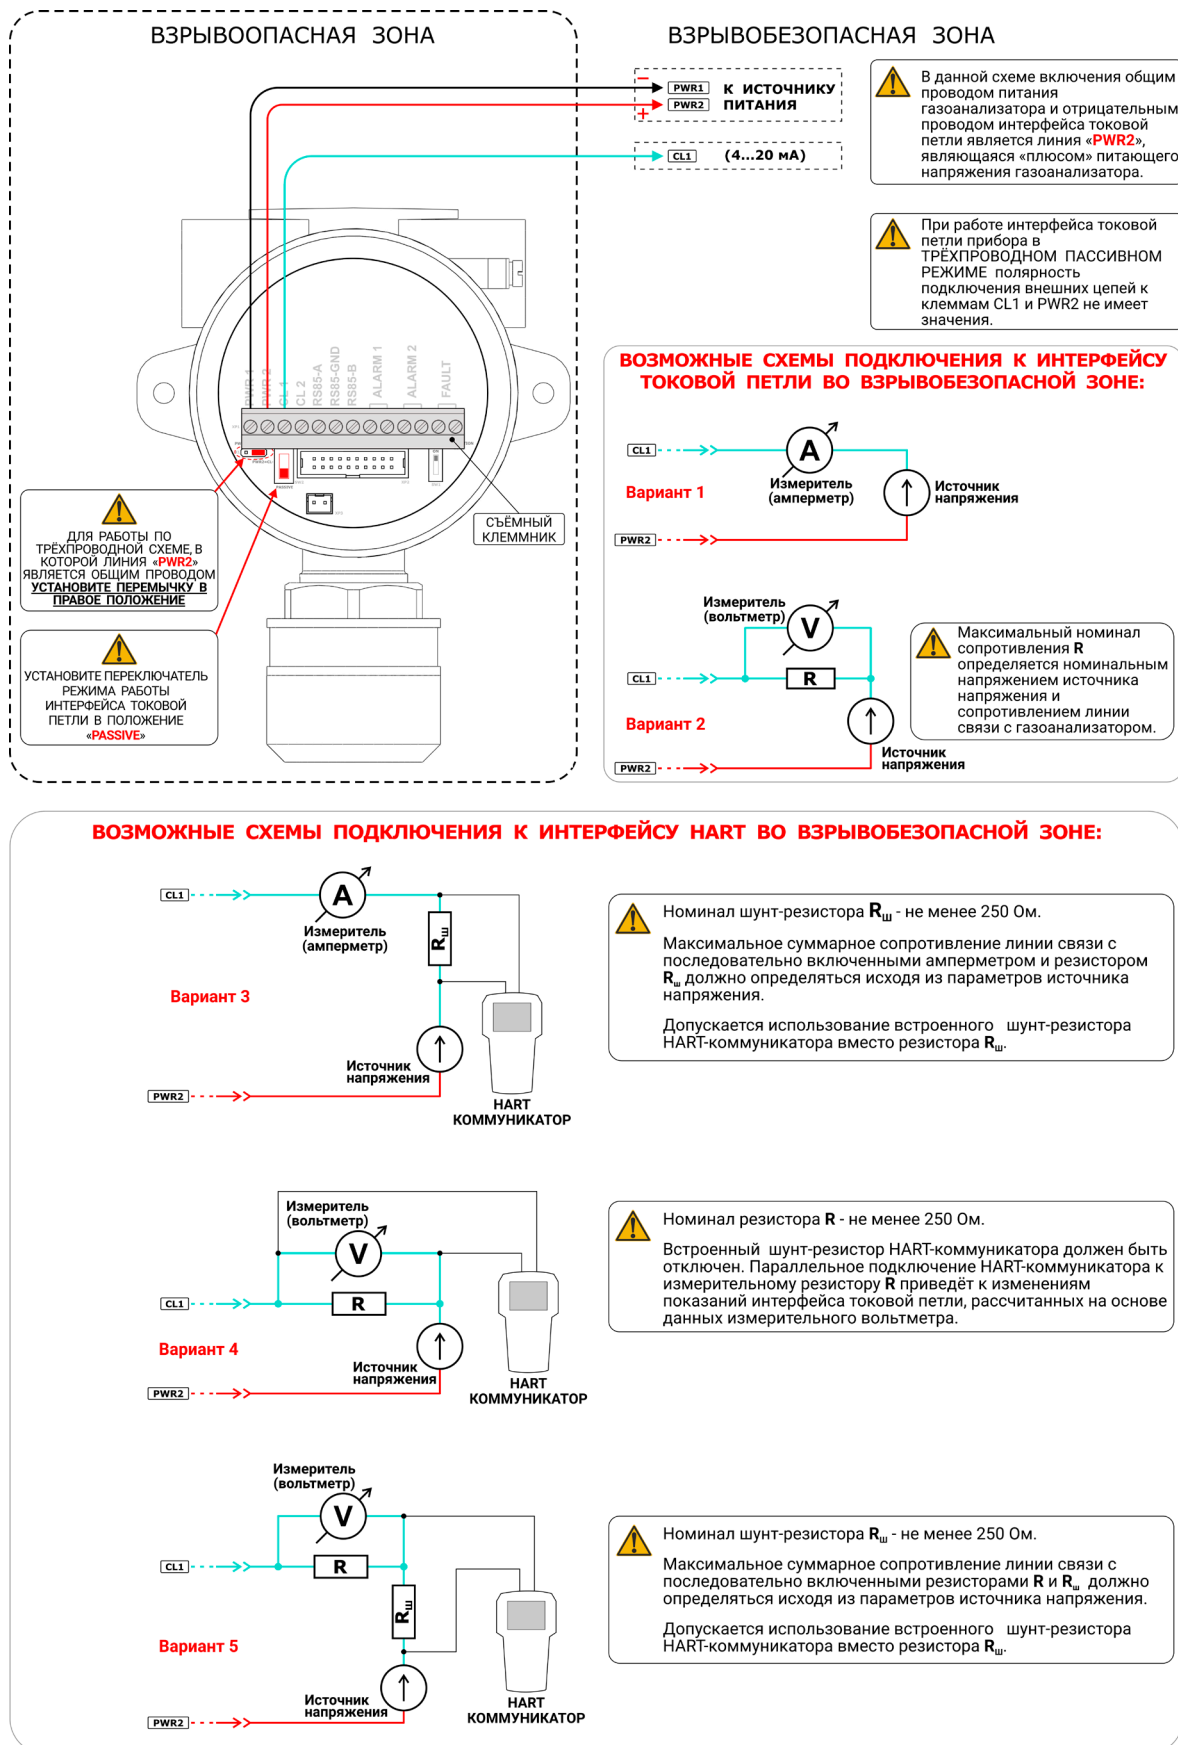 ВЗРЫВООПАСНАЯ ЗОНА
ВЗРЫВОБЕЗОПАСНАЯ ЗОНА
−
PWR1
PWR2
+
К ИСТОЧНИКУ
ПИТАНИЯ
CL1
(4...20 мА)
В данной схеме включения общим
проводом питания
газоанализатора и отрицательным
проводом интерфейса токовой
петли является линия «PWR2»,
являющаяся «плюсом» питающего
напряжения газоанализатора.
При работе интерфейса токовой
петли прибора в
ТРЁХПРОВОДНОМ ПАССИВНОМ
РЕЖИМЕ полярность
подключения внешних цепей к
клеммам CL1 и PWR2 не имеет
значения.
PWR 1
PWR 2
CL 1
CL 2
RS85-A
RS85-GND
RS85-B
ALARM 1
ALARM 2
FAULT
PASSIVE
СЪЁМНЫЙ
КЛЕММНИК
ДЛЯ РАБОТЫ ПО
ТРЁХПРОВОДНОЙ СХЕМЕ, В
КОТОРОЙ ЛИНИЯ «PWR2»
ЯВЛЯЕТСЯ ОБЩИМ ПРОВОДОМ
УСТАНОВИТЕ ПЕРЕМЫЧКУ В
ПРАВОЕ ПОЛОЖЕНИЕ
УСТАНОВИТЕ ПЕРЕКЛЮЧАТЕЛЬ
РЕЖИМА РАБОТЫ
ИНТЕРФЕЙСА ТОКОВОЙ
ПЕТЛИ В ПОЛОЖЕНИЕ
«PASSIVE»
ВОЗМОЖНЫЕ СХЕМЫ ПОДКЛЮЧЕНИЯ К ИНТЕРФЕЙСУ
ТОКОВОЙ ПЕТЛИ ВО ВЗРЫВОБЕЗОПАСНОЙ ЗОНЕ:
CL1
A
Измеритель
(амперметр)
Источник
напряжения
Вариант 1
PWR2
Измеритель
(вольтметр)
V
CL1
R
Вариант 2
Источник
напряжения
PWR2
Максимальный номинал
сопротивления R
определяется номинальным
напряжением источника
напряжения и
сопротивлением линии
связи с газоанализатором.
ВОЗМОЖНЫЕ СХЕМЫ ПОДКЛЮЧЕНИЯ К ИНТЕРФЕЙСУ HART ВО ВЗРЫВОБЕЗОПАСНОЙ ЗОНЕ:
CL1
A
Измеритель
(амперметр)
Rш
Вариант 3
Источник
напряжения
PWR2
HART
КОММУНИКАТОР
Номинал шунт-резистора Rш - не менее 250 Ом.
Максимальное суммарное сопротивление линии связи с
последовательно включенными амперметром и резистором
Rш должно определяться исходя из параметров источника
напряжения.
Допускается использование встроенного шунт-резистора
HART-коммуникатора вместо резистора Rш.
Измеритель
(вольтметр)
V
CL1
R
Вариант 4
Источник
напряжения
PWR2
HART
КОММУНИКАТОР
Номинал резистора R - не менее 250 Ом.
Встроенный шунт-резистор HART-коммуникатора должен быть
отключен. Параллельное подключение HART-коммуникатора к
измерительному резистору R приведёт к изменениям
показаний интерфейса токовой петли, рассчитанных на основе
данных измерительного вольтметра.
Измеритель
(вольтметр)
V
CL1
R
Rш
Вариант 5
Источник
напряжения
PWR2
HART
КОММУНИКАТОР
Номинал шунт-резистора Rш - не менее 250 Ом.
Максимальное суммарное сопротивление линии связи с
последовательно включенными резисторами R и Rш должно
определяться исходя из параметров источника напряжения.
Допускается использование встроенного шунт-резистора
HART-коммуникатора вместо резистора Rш.